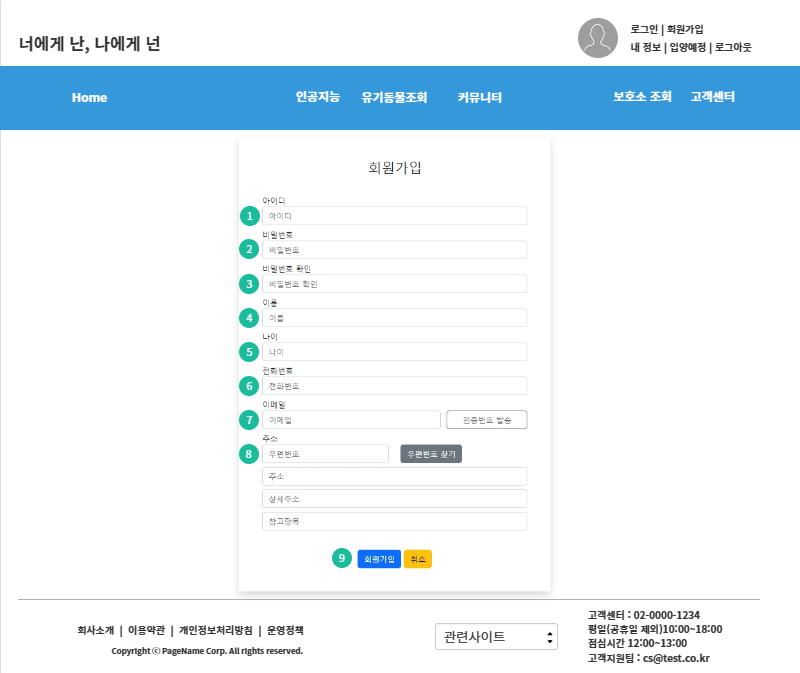 너에게 난, 나에게 넌
로그인 | 회원가입
내 정보 | 입양예정 | 로그아웃
Home 인공지능 유기동물조회 커뮤니티 보호소 조회 고객센터
회원가입
아이디
1 아이디
비밀번호
2 비밀번호
비밀번호 확인
3 비밀번호 확인
이름
4 이름
나이
5 나이
전화번호
6 전화번호
이메일
7 이메일 인증번호 발송
주소
8 우편번호 우편번호 찾기
주소
상세주소
참고항목
9 회원가입 취소
회사소개 | 이용약관 | 개인정보처리방침 | 운영정책
Copyright ⓒ PageName Corp. All rights reserved.
관련사이트
고객센터 : 02-0000-1234
평일(공휴일 제외)10:00~18:00
점심시간 12:00~13:00
고객지원팀 : cs@test.co.kr